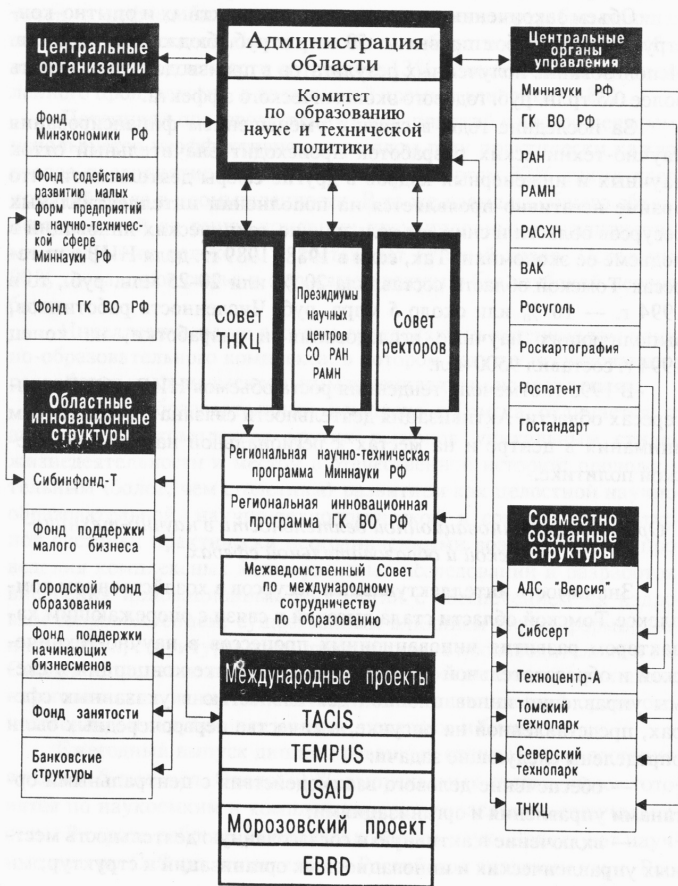 Центральные
организации
Фонд
Минэкономики РФ
Фонд содействия
развитию малых
форм предприятий
в научно-техничес-
кой сфере
Миннауки РФ
Фонд ГК ВО РФ
Администрация
области
Комитет
по образованию
науке и технической
политики
Центральные
органы
управления
Миннауки РФ
ГК ВО РФ
РАН
РАМН
РАСХН
ВАК
Росуголь
Роскартография
Роспатент
Гостандарт
Совет
ТНКЦ
Президиумы
научных
центров
СО РАН
РАМН
Совет
ректоров
Региональная научно-техническая
программа Миннауки РФ
Региональная инновационная
программа ГК ВО РФ
Межведомственный Совет
по международному
сотрудничеству
по образованию
Областные
инновационные
структуры
Сибинфонд-Т
Фонд поддержки
малого бизнеса
Городской фонд
образования
Фонд поддержки
начинающих
бизнесменов
Фонд занятости
Банковские
структуры
Международные проекты
TACIS
TEMPUS
USAID
Морровский проект
EBRD
Совместно
созданные
структуры
АДС "Версия"
Сибсерт
Техноцентр-А
Томский
технопарк
Северский
технопарк
ТНКЦ